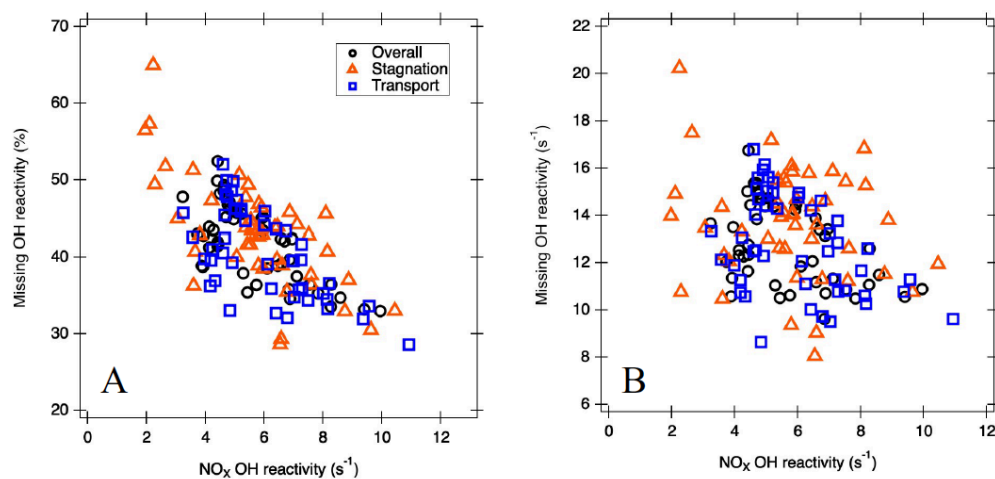 70
60
50
40
30
20
Missing OH reactivity (%)
Overall
Stagnation
Transport
A
0 2 4 6 8 10 12
NOX OH reactivity (s-1)
22
20
18
16
14
12
10
8
6
Missing OH reactivity (s-1)
B
0 2 4 6 8 10 12
NOX OH reactivity (s-1)